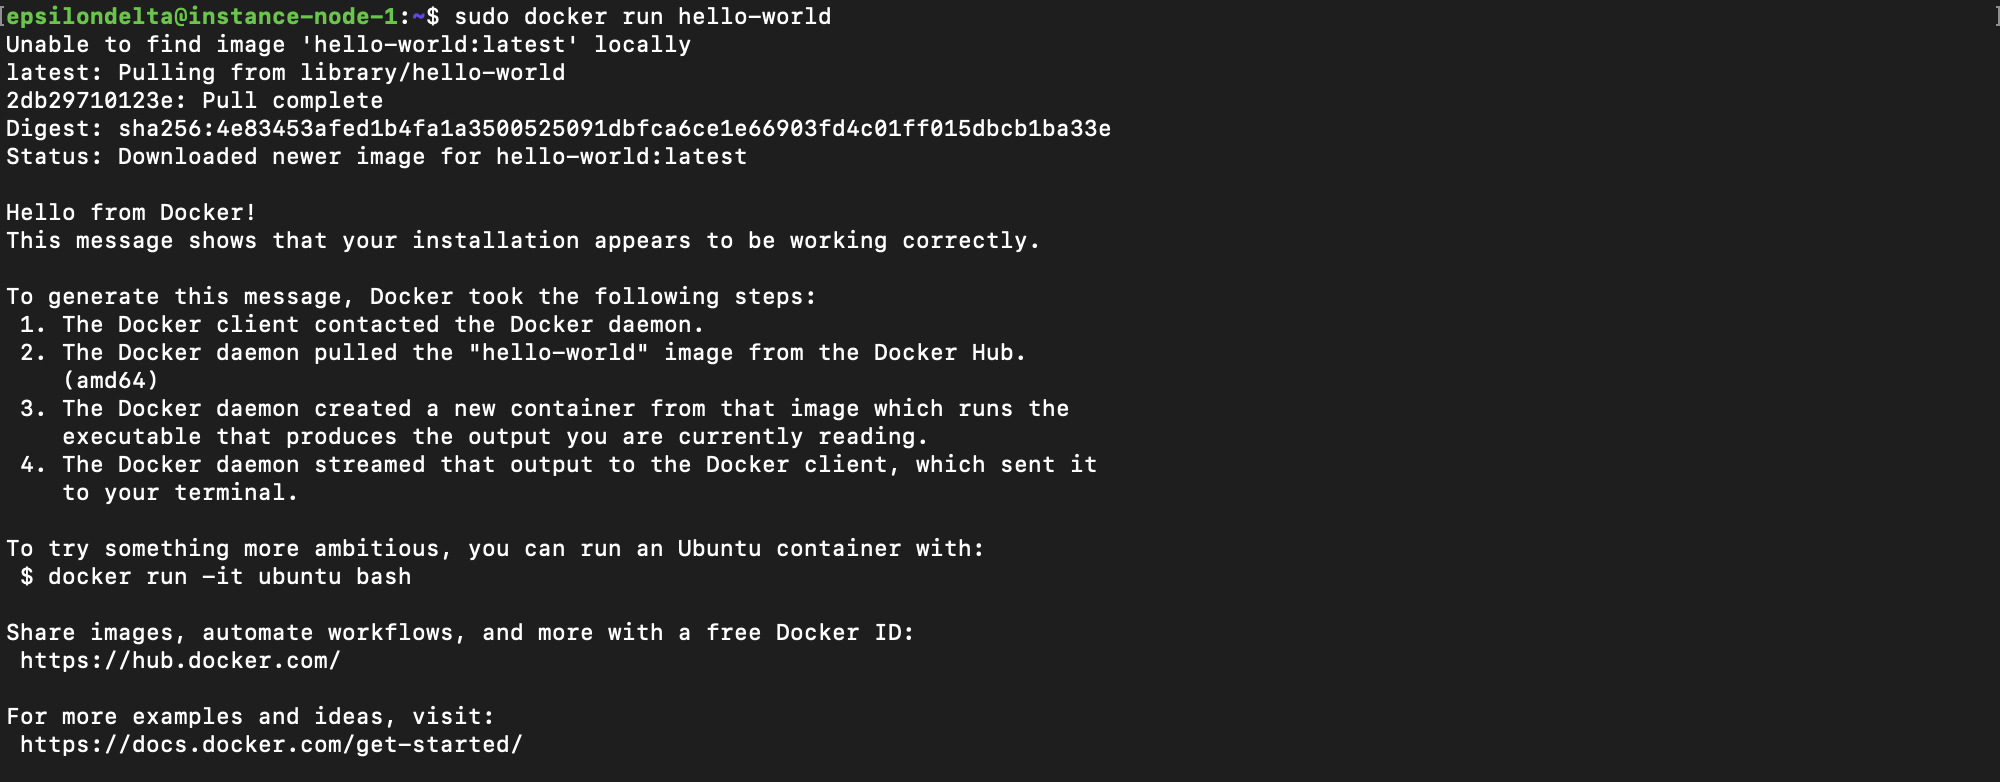 epsilondelta@instance-node-1:~$ sudo docker run hello-world
Unable to find image 'hello-world:latest' locally
latest: Pulling from library/hello-world
2db29710123e: Pull complete
Digest: sha256:4e83453afed1b4fa1a3500525091dbfca6ce1e66903fd4c01ff015dbcb1ba33e
Status: Downloaded newer image for hello-world:latest

Hello from Docker!
This message shows that your installation appears to be working correctly.

To generate this message, Docker took the following steps:
 1. The Docker client contacted the Docker daemon.
 2. The Docker daemon pulled the "hello-world" image from the Docker Hub.
    (amd64)
 3. The Docker daemon created a new container from that image which runs the
    executable that produces the output you are currently reading.
 4. The Docker daemon streamed that output to the Docker client, which sent it
    to your terminal.

To try something more ambitious, you can run an Ubuntu container with:
 $ docker run -it ubuntu bash

Share images, automate workflows, and more with a free Docker ID:
 https://hub.docker.com/

For more examples and ideas, visit:
 https://docs.docker.com/get-started/